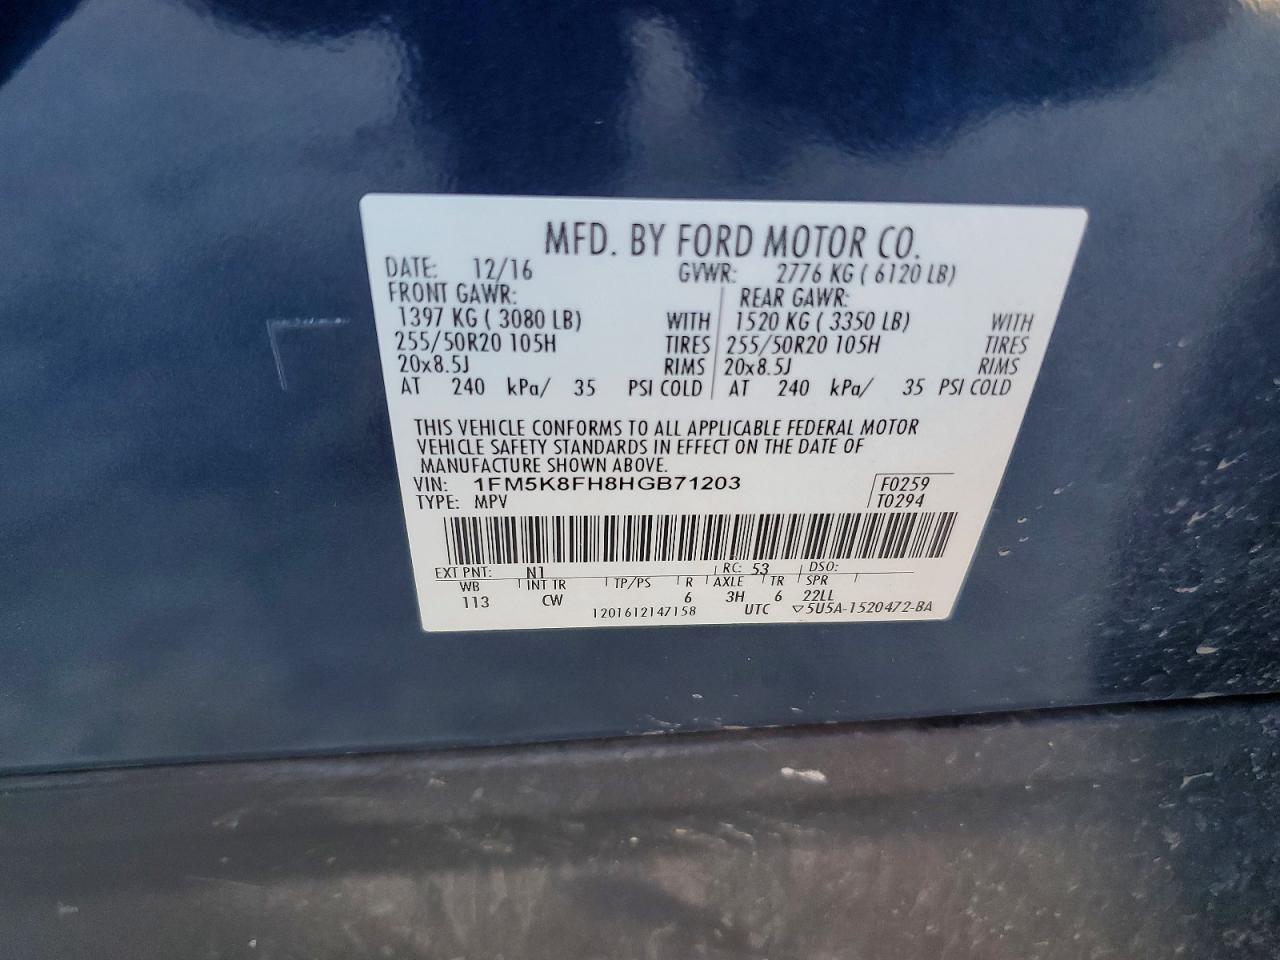 MFD. BY FORD MOTOR CO.
DATE: 12/16 GVWR: 2776 KG ( 6120 LB)
FRONT GAWR: REAR GAWR:
1397 KG ( 3080 LB) WITH 1520 KG ( 3350 LB) WITH
255/50R20 105H TIRES 255/50R20 105H TIRES
20x8.5J RIMS 20x8.5J RIMS
AT 240 kPa/ 35 PSI COLD AT 240 kPa/ 35 PSI COLD
THIS VEHICLE CONFORMS TO ALL APPLICABLE FEDERAL MOTOR
VEHICLE SAFETY STANDARDS IN EFFECT ON THE DATE OF
MANUFACTURE SHOWN ABOVE.
VIN: 1FM5K8FH8HGB71203 F0259
TYPE: MPV T0294
EXT PNT: N1 RC: 53 DSO:
WB INT TR TP/PS R AXLE TR SPR
113 CW 6 3H 6 22LL
1201612147158 UTC ▽5U5A-1520472-BA